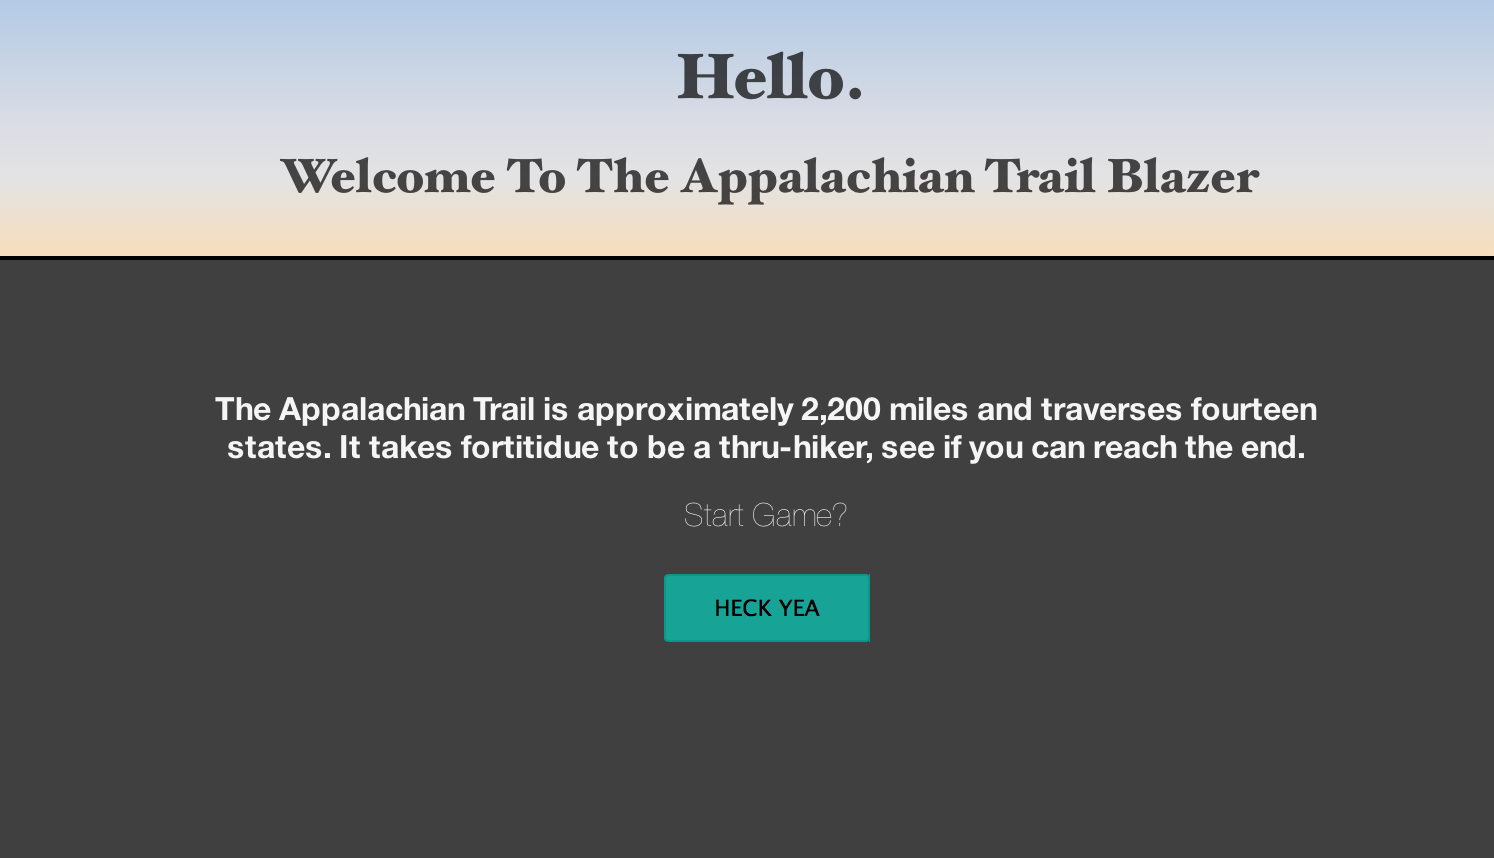 Hello.
Welcome To The Appalachian Trail Blazer
The Appalachian Trail is approximately 2,200 miles and traverses fourteen
states. It takes fortitidue to be a thru-hiker, see if you can reach the end.
Start Game?
HECK YEA